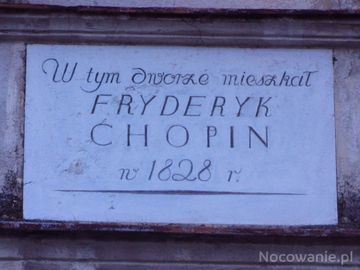 W tym dworze mieszkał
FRYDERYK
CHOPIN
w 1828 r
Nocowanie.pl